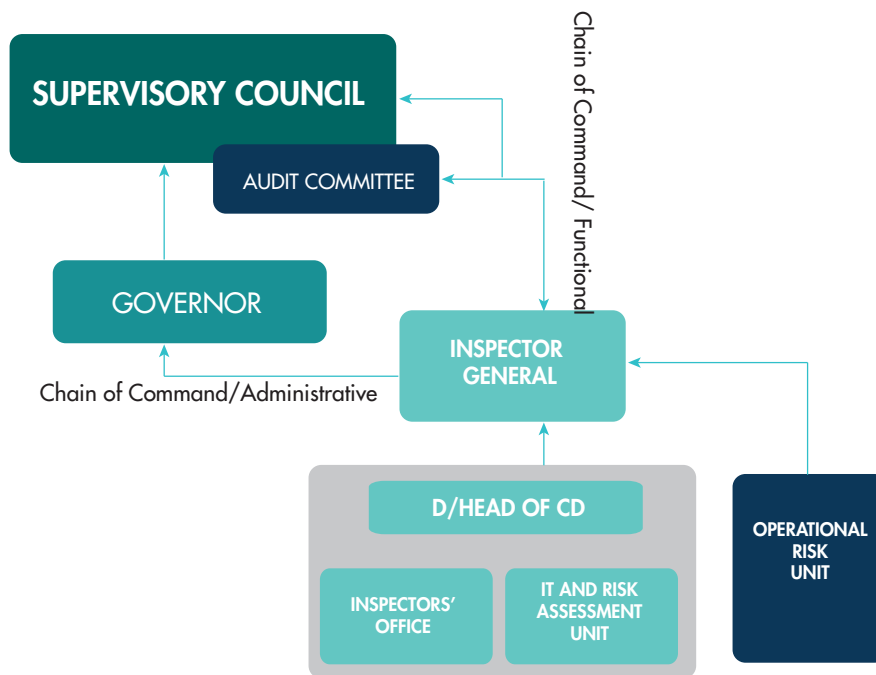 SUPERVISORY COUNCIL
AUDIT COMMITTEE
Chain of Command/ Functional
GOVERNOR
INSPECTOR
GENERAL
Chain of Command/Administrative
D/HEAD OF CD
INSPECTORS’
OFFICE
IT AND RISK
ASSESSMENT
UNIT
OPERATIONAL
RISK
UNIT